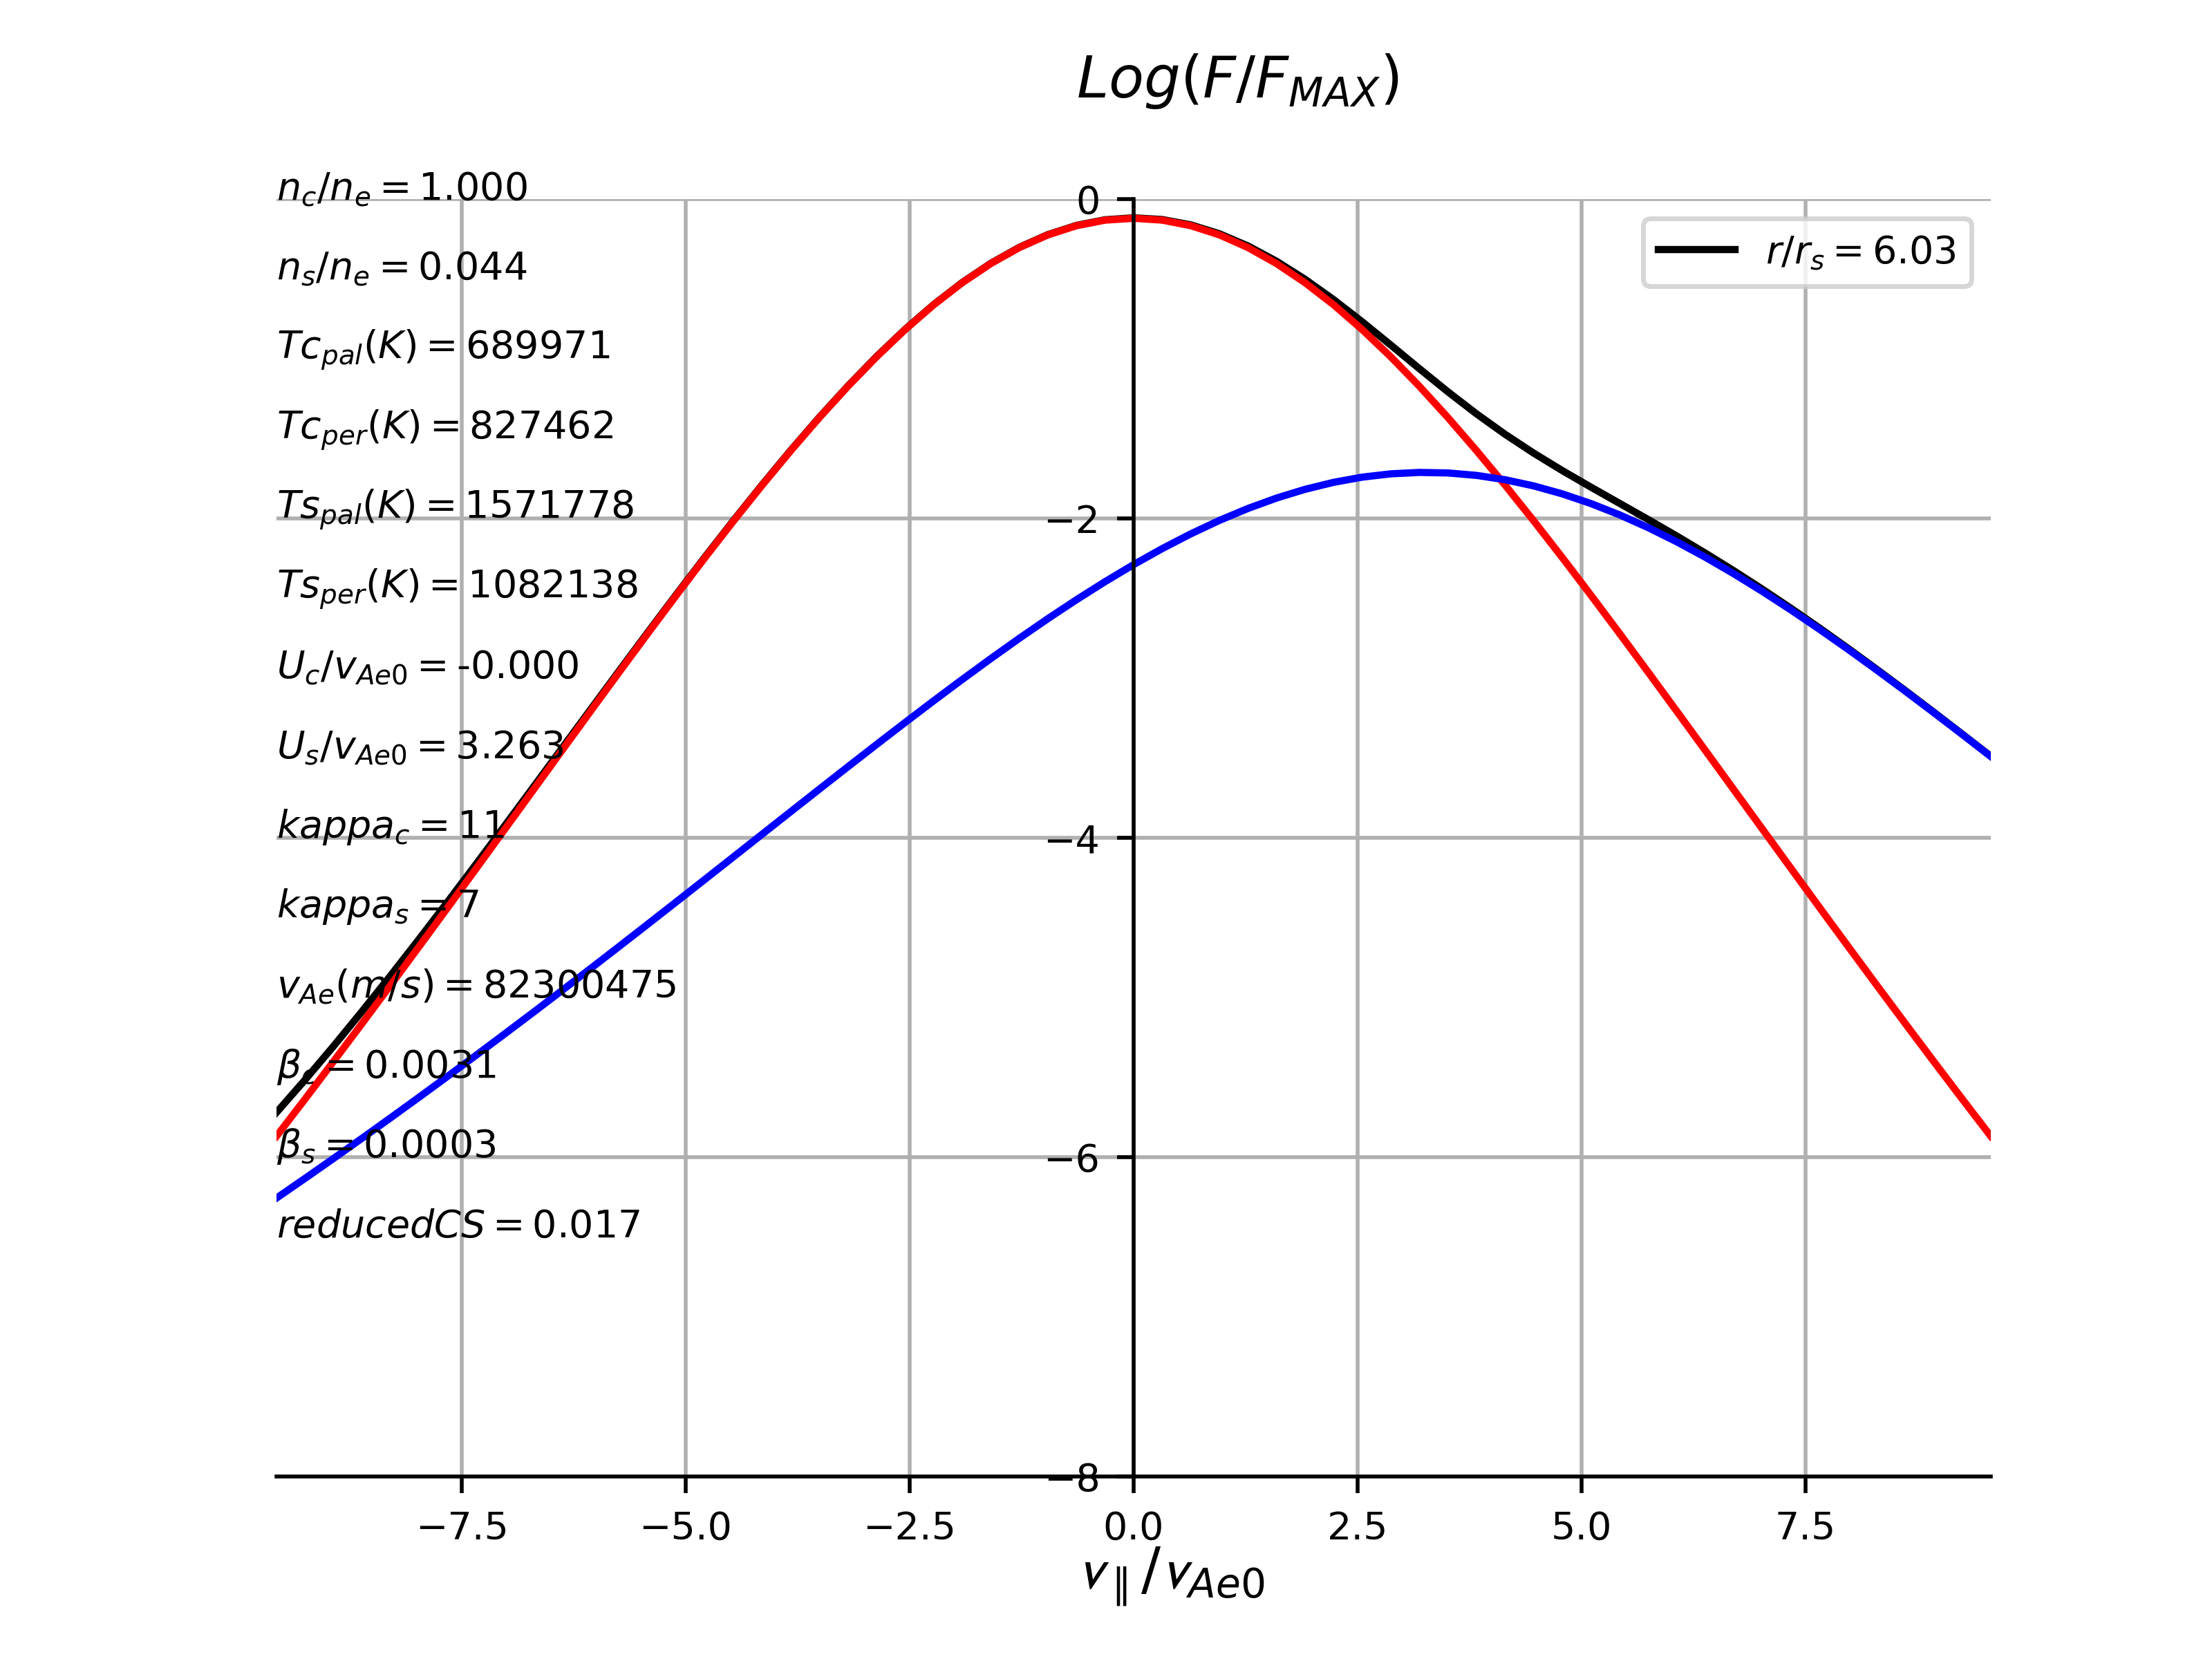 Log(F/F_MAX)
n_c/n_e = 1.000
n_s/n_e = 0.044
Tc_pal(K) = 689971
Tc_per(K) = 827462
Ts_pal(K) = 1571778
Ts_per(K) = 1082138
U_c/v_Ae0 = -0.000
U_s/v_Ae0 = 3.263
kappa_c = 11
kappa_s = 7
v_Ae(m/s) = 82300475
β_c = 0.0031
β_s = 0.0003
reducedCS = 0.017
r/r_s = 6.03
0
−2
−4
−6
−8
−7.5 −5.0 −2.5 0.0 2.5 5.0 7.5
v_∥/v_Ae0